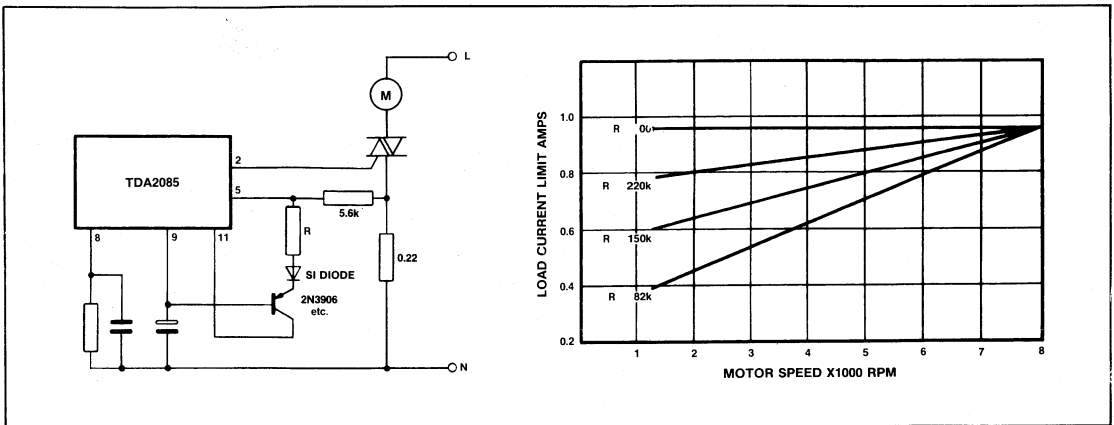 L
M
TDA2085
2
5
8
9
11
5.6k
R
0.22
SI DIODE
2N3906
etc.
N
LOAD CURRENT LIMIT AMPS
1.0
0.8
0.6
0.4
0.2
R 00
R 220k
R 150k
R 82k
1 2 3 4 5 6 7 8
MOTOR SPEED X1000 RPM